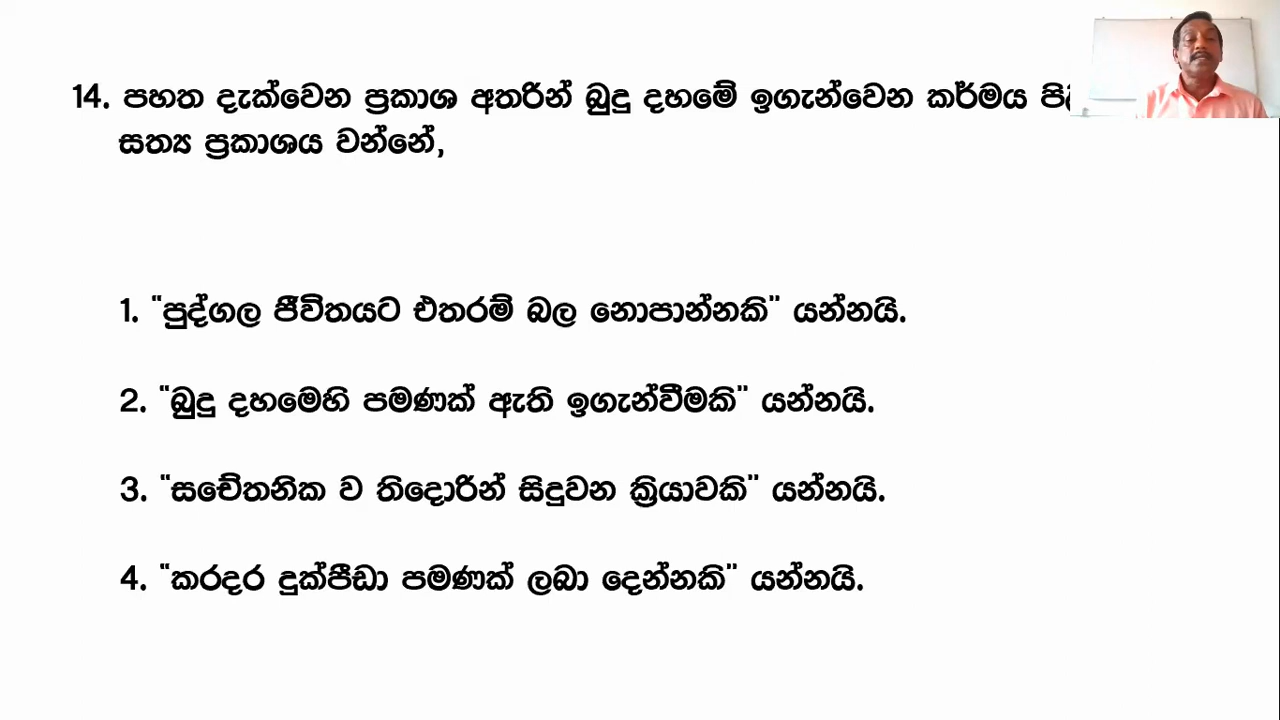 14. පහත දැක්වෙන ප්‍රකාශ අතරින් බුදු දහමේ ඉගැන්වෙන කර්මය
සත්‍ය ප්‍රකාශය වන්නේ,
1. "පුද්ගල ජීවිතයට එතරම් බල නොපාන්නකි" යන්නයි.
2. "බුදු දහමෙහි පමණක් ඇති ඉගැන්වීමකි" යන්නයි.
3. "සචේතනික ව තිදොරින් සිදුවන ක්‍රියාවකි" යන්නයි.
4. "කරදර දුක්පීඩා පමණක් ලබා දෙන්නකි" යන්නයි.